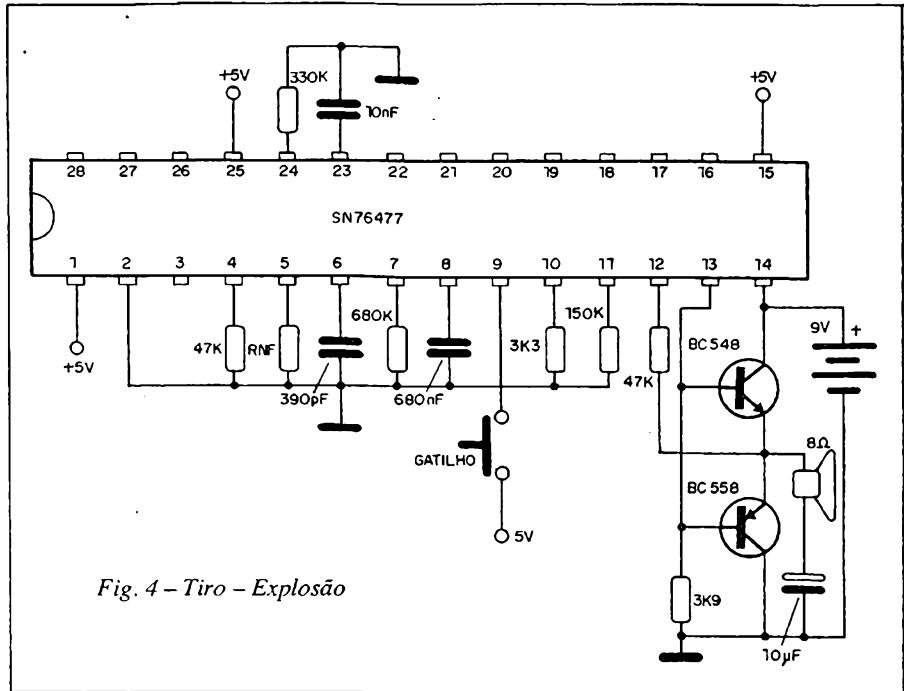 330K
+5V
+5V
10nF
28 27 26 25 24 23 22 21 20 19 18 17 16 15
SN76477
1 2 3 4 5 6 7 8 9 10 11 12 13 14
680K
150K
47K
RNF
3K3
9V
+
BC548
+5V
390pF
680nF
47K
8Ω
GATILHO
BC558
5V
Fig. 4 – Tiro – Explosão
3K9
10µF